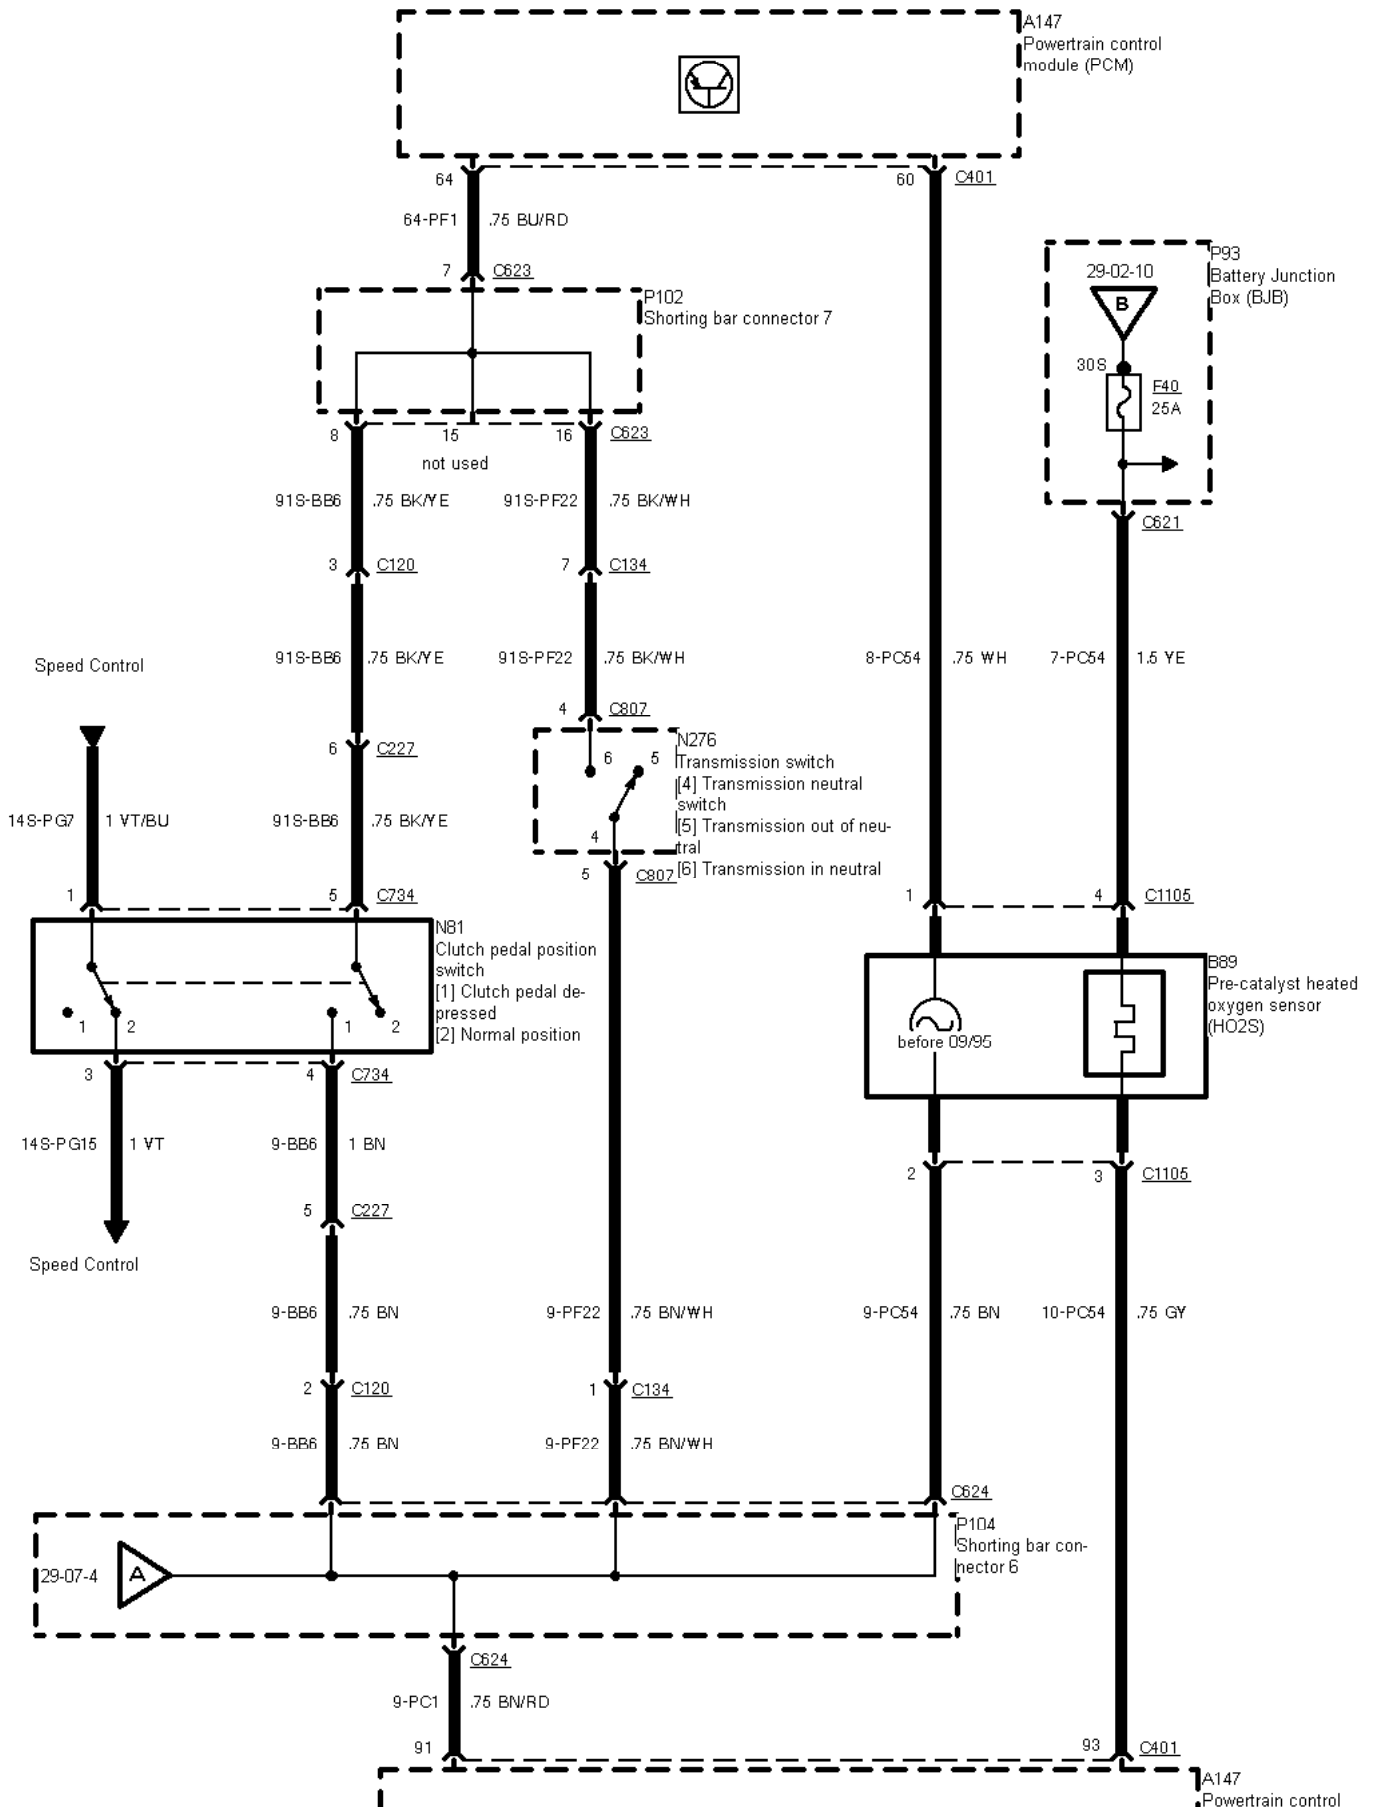 A147
Powertrain control
module (PCM)
64
60
C401
64-PF1
.75 BU/RD
7
C623
P93
Battery Junction
Box (BJB)
29-02-10
B
30S
F40
25A
P102
Shorting bar connector 7
8
15
16
C623
not used
C621
91S-BB6
.75 BK/YE
91S-PF22
.75 BK/WH
3
C120
7
C134
Speed Control
91S-BB6
.75 BK/YE
91S-PF22
.75 BK/WH
8-PC54
.75 WH
7-PC54
1.5 YE
4
C807
6
C227
N276
Transmission switch
[4] Transmission neutral
switch
[5] Transmission out of neu-
tral
[6] Transmission in neutral
6
5
4
14S-PG7
1 VT/BU
91S-BB6
.75 BK/YE
5
C807
1
5
C734
1
4
C1105
N81
Clutch pedal position
switch
[1] Clutch pedal de-
pressed
[2] Normal position
1
2
1
2
B89
Pre-catalyst heated
oxygen sensor
(HO2S)
before 09/95
3
4
C734
14S-PG15
1 VT
9-BB6
1 BN
2
3
C1105
5
C227
Speed Control
9-BB6
.75 BN
9-PF22
.75 BN/WH
9-PC54
.75 BN
10-PC54
.75 GY
2
C120
1
C134
9-BB6
.75 BN
9-PF22
.75 BN/WH
C624
P104
Shorting bar con-
nector 6
29-07-4
A
C624
9-PC1
.75 BN/RD
91
93
C401
A147
Powertrain control